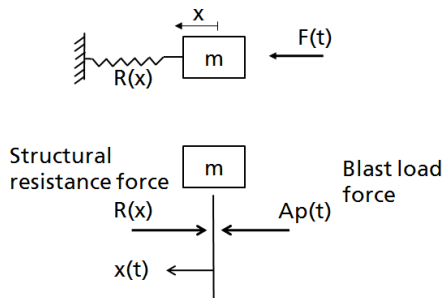 x
m
F(t)
R(x)
m
Structural
resistance force
Blast load
force
R(x)
Ap(t)
x(t)